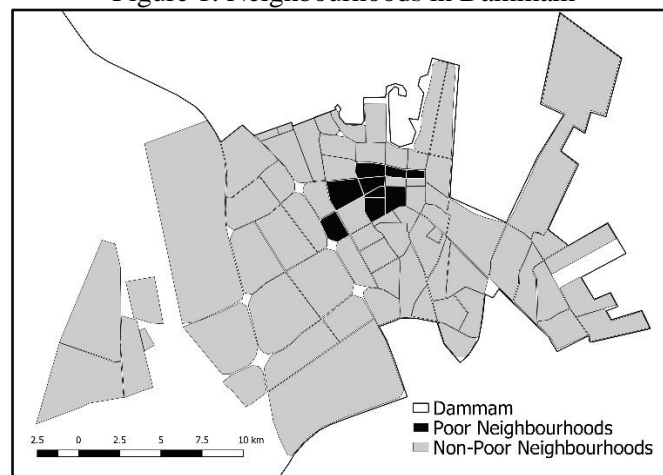 Figure 1: Neighbourhoods in Dammam
Dammam
Poor Neighbourhoods
Non-Poor Neighbourhoods
2.5 0 2.5 5 7.5 10 km